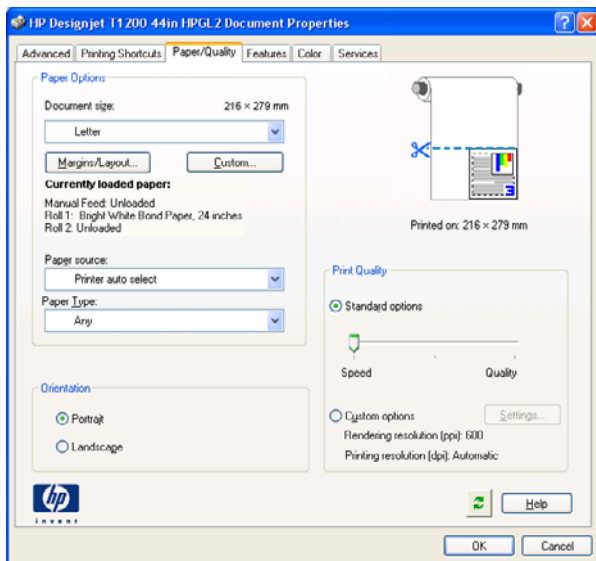 HP Designjet T1200 44in HPGL2 Document Properties
Advanced Printing Shortcuts Paper/Quality Features Color Services
Paper Options
Document size: 216 × 279 mm
Letter
Margins/Layout... Custom...
Currently loaded paper:
Manual Feed: Unloaded
Roll 1: Bright White Bond Paper, 24 inches
Roll 2: Unloaded
Paper source:
Printer auto select
Paper Type:
Any
Orientation
Portrait
Landscape
3
Printed on: 216 × 279 mm
Print Quality
Standard options
Speed Quality
Custom options Settings...
Rendering resolution (ppi): 600
Printing resolution (dpi): Automatic
hp
invent
Help
OK Cancel